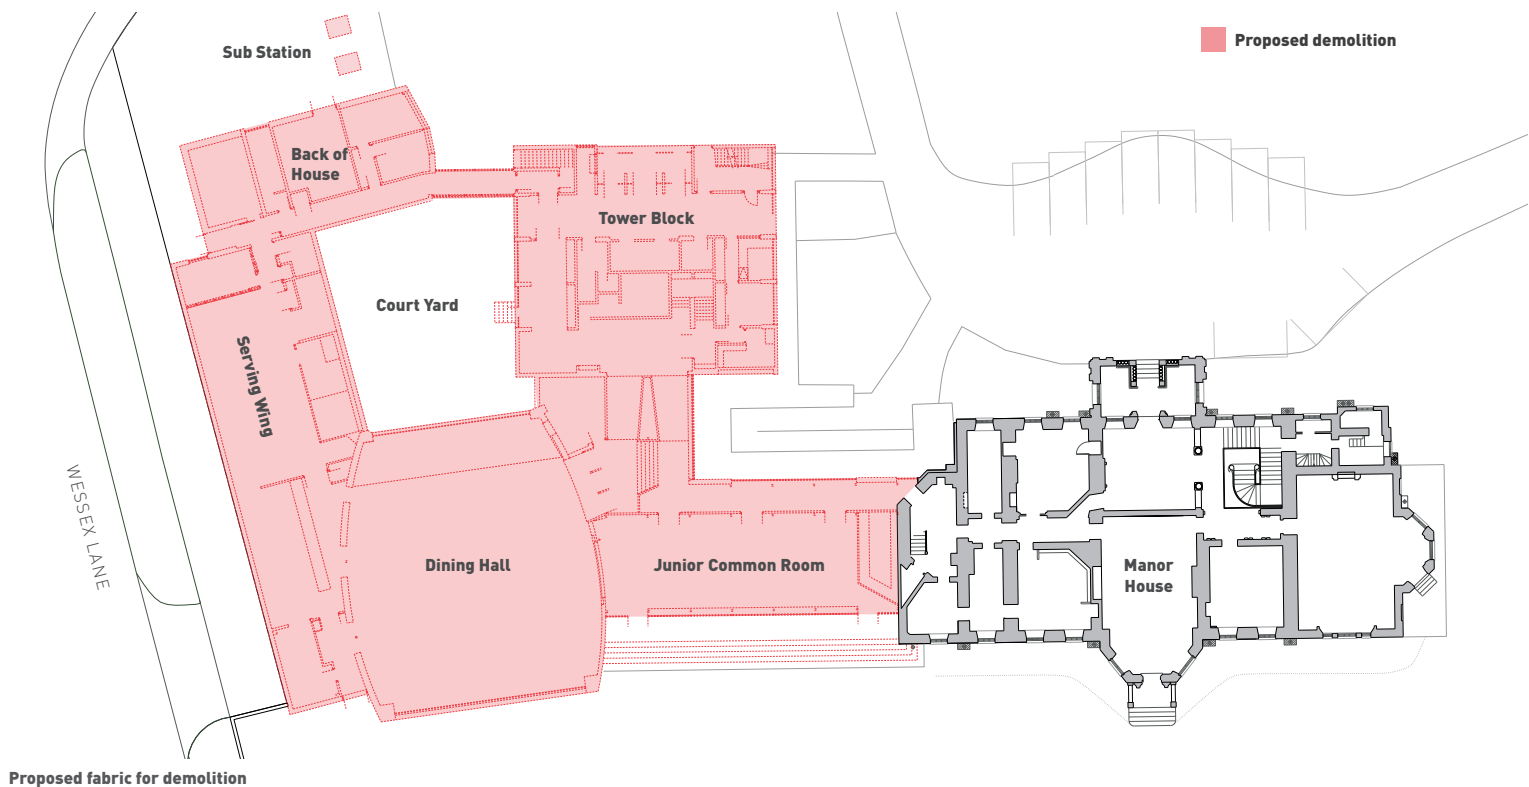 Sub Station
Proposed demolition
Back of
House
Tower Block
Court Yard
Serving Wing
WESSEX LANE
Dining Hall
Junior Common Room
Manor
House
Proposed fabric for demolition